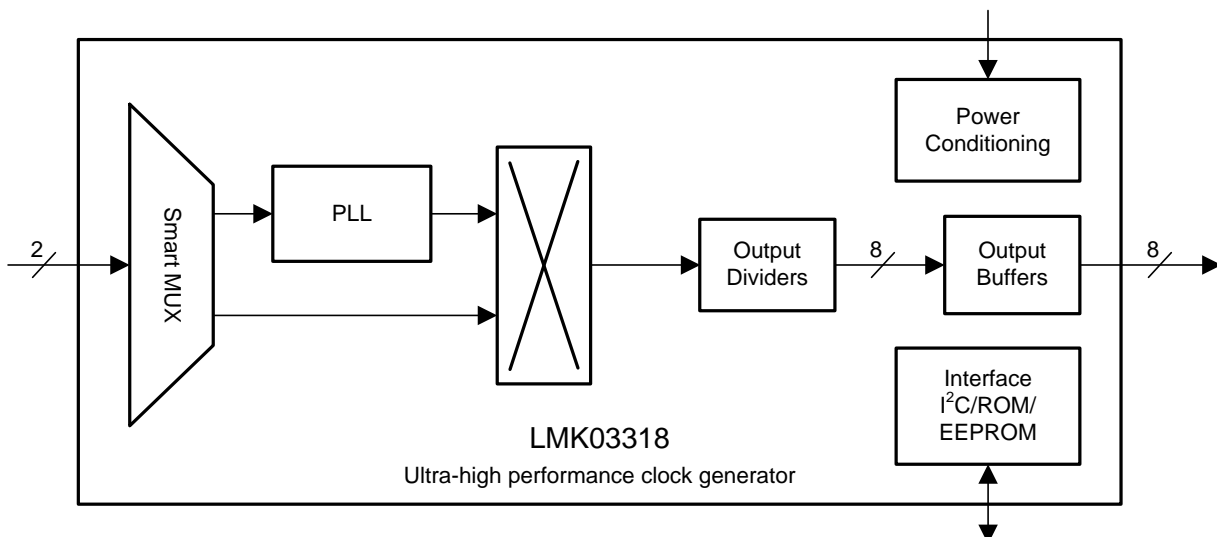 Power
Conditioning
Smart MUX
PLL
2
Output
Dividers
8
Output
Buffers
8
Interface
I²C/ROM/
EEPROM
LMK03318
Ultra-high performance clock generator